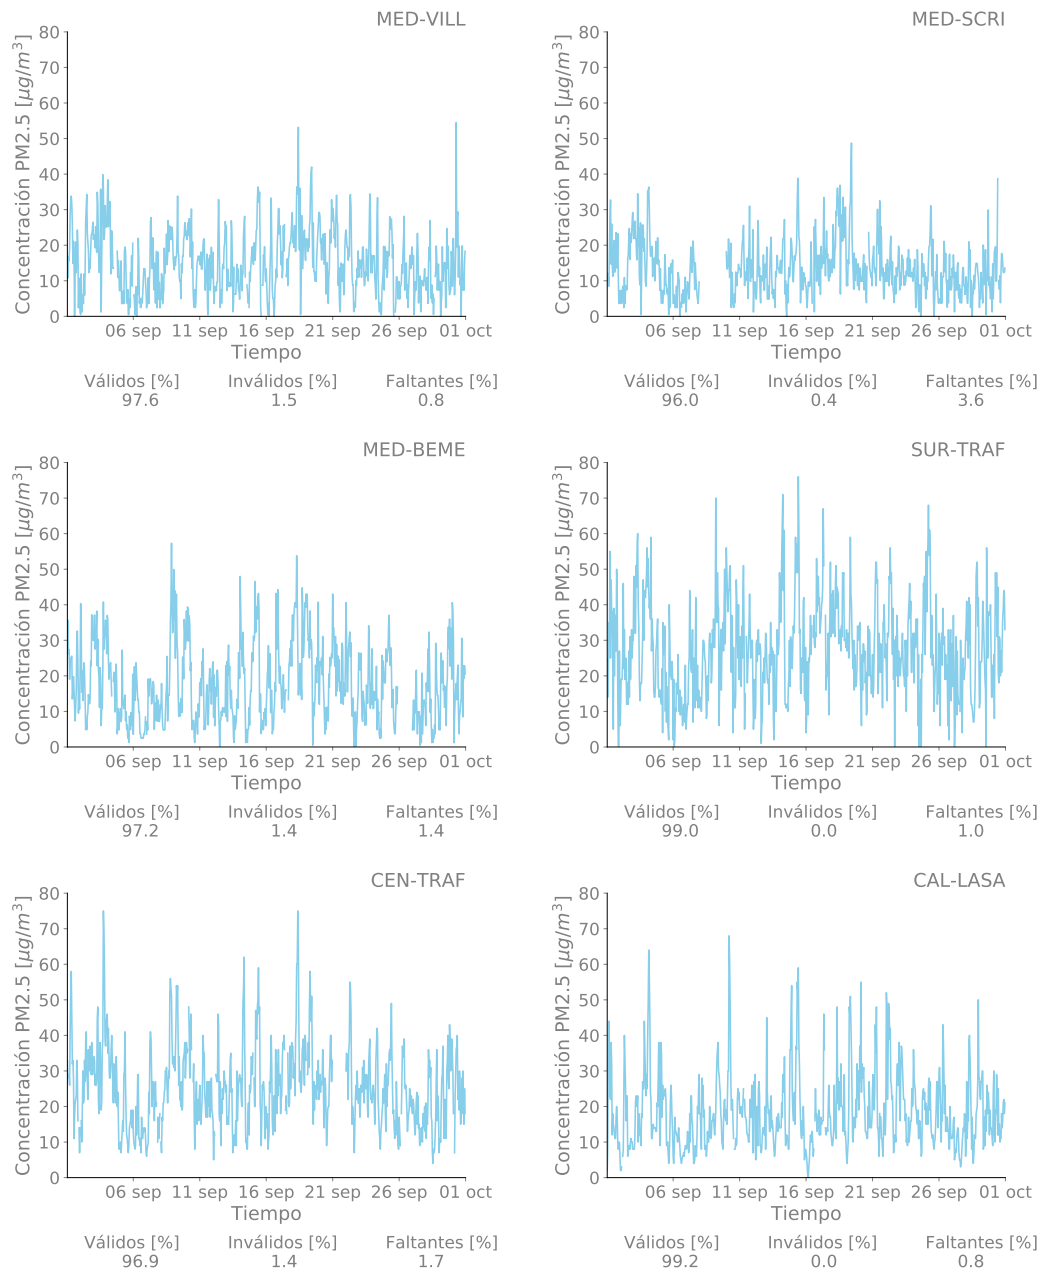 MED-VILL
Concentración PM2.5 [μg/m³]
80
70
60
50
40
30
20
10
0
06 sep 11 sep 16 sep 21 sep 26 sep 01 oct
Tiempo
Válidos [%] Inválidos [%] Faltantes [%]
97.6 1.5 0.8
MED-SCRI
Concentración PM2.5 [μg/m³]
80
70
60
50
40
30
20
10
0
06 sep 11 sep 16 sep 21 sep 26 sep 01 oct
Tiempo
Válidos [%] Inválidos [%] Faltantes [%]
96.0 0.4 3.6
MED-BEME
Concentración PM2.5 [μg/m³]
80
70
60
50
40
30
20
10
0
06 sep 11 sep 16 sep 21 sep 26 sep 01 oct
Tiempo
Válidos [%] Inválidos [%] Faltantes [%]
97.2 1.4 1.4
SUR-TRAF
Concentración PM2.5 [μg/m³]
80
70
60
50
40
30
20
10
0
06 sep 11 sep 16 sep 21 sep 26 sep 01 oct
Tiempo
Válidos [%] Inválidos [%] Faltantes [%]
99.0 0.0 1.0
CEN-TRAF
Concentración PM2.5 [μg/m³]
80
70
60
50
40
30
20
10
0
06 sep 11 sep 16 sep 21 sep 26 sep 01 oct
Tiempo
Válidos [%] Inválidos [%] Faltantes [%]
96.9 1.4 1.7
CAL-LASA
Concentración PM2.5 [μg/m³]
80
70
60
50
40
30
20
10
0
06 sep 11 sep 16 sep 21 sep 26 sep 01 oct
Tiempo
Válidos [%] Inválidos [%] Faltantes [%]
99.2 0.0 0.8